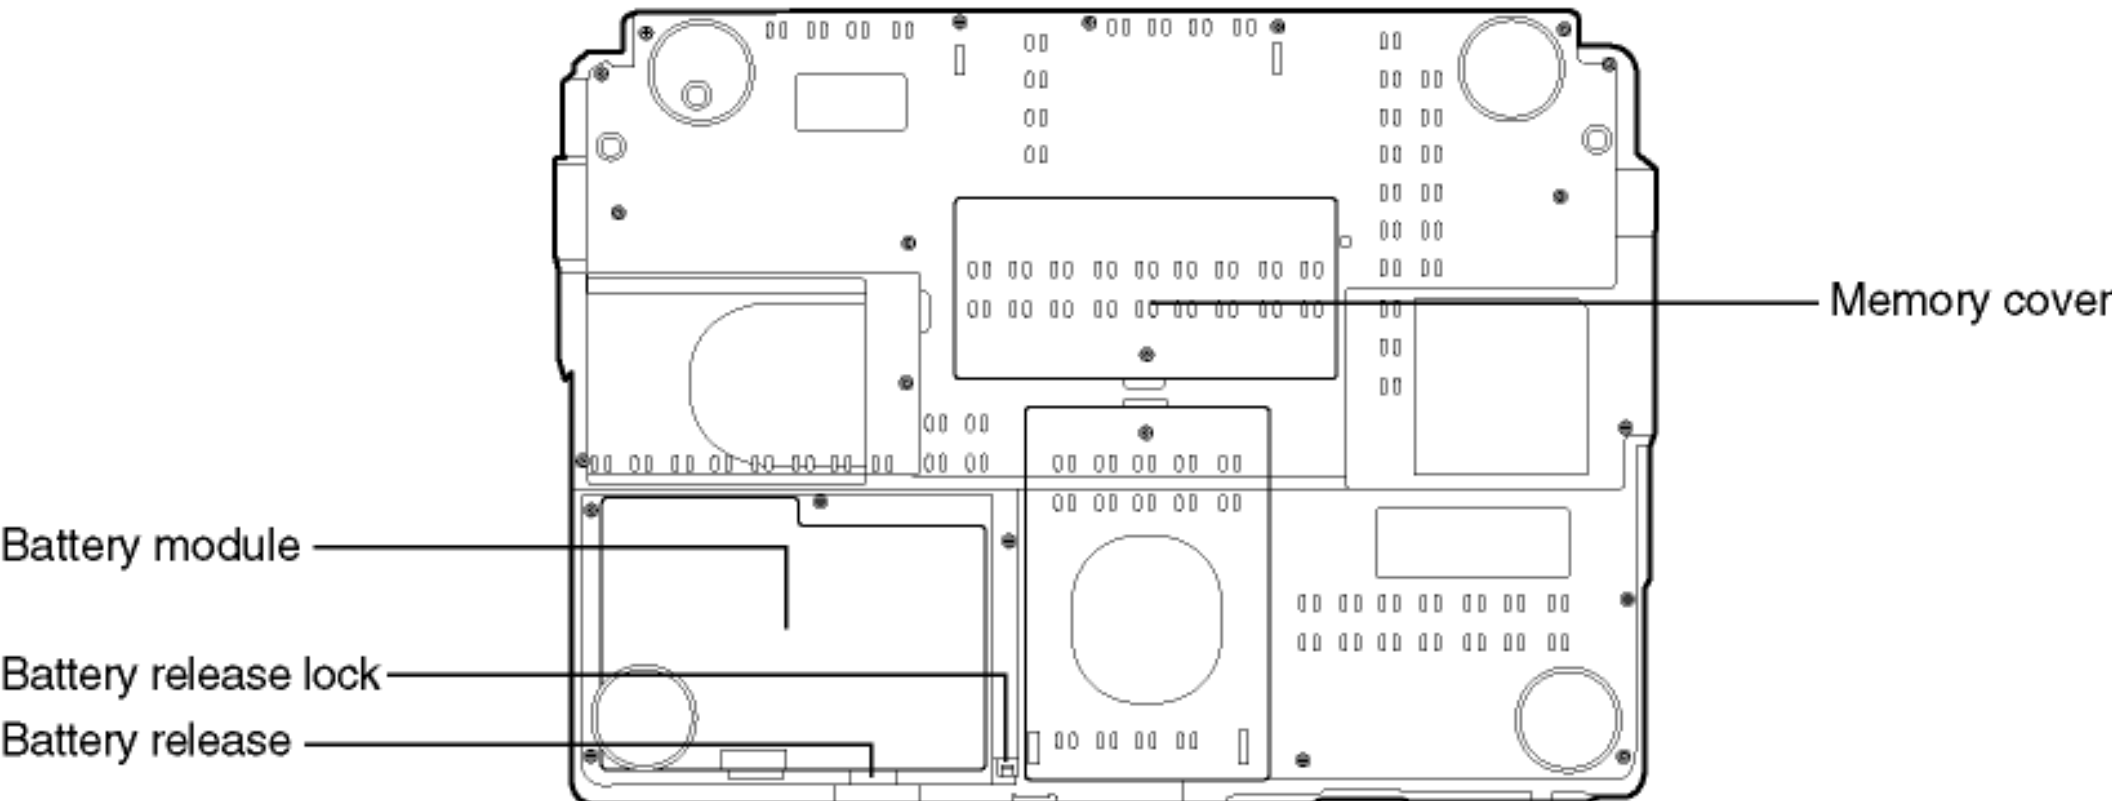 Memory cover
Battery module
Battery release lock
Battery release